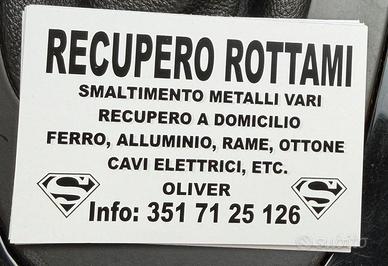 RECUPERO ROTTAMI
SMALTIMENTO METALLI VARI
RECUPERO A DOMICILIO
FERRO, ALLUMINIO, RAME, OTTONE
CAVI ELETTRICI, ETC.
OLIVER
Info: 351 71 25 126
subito